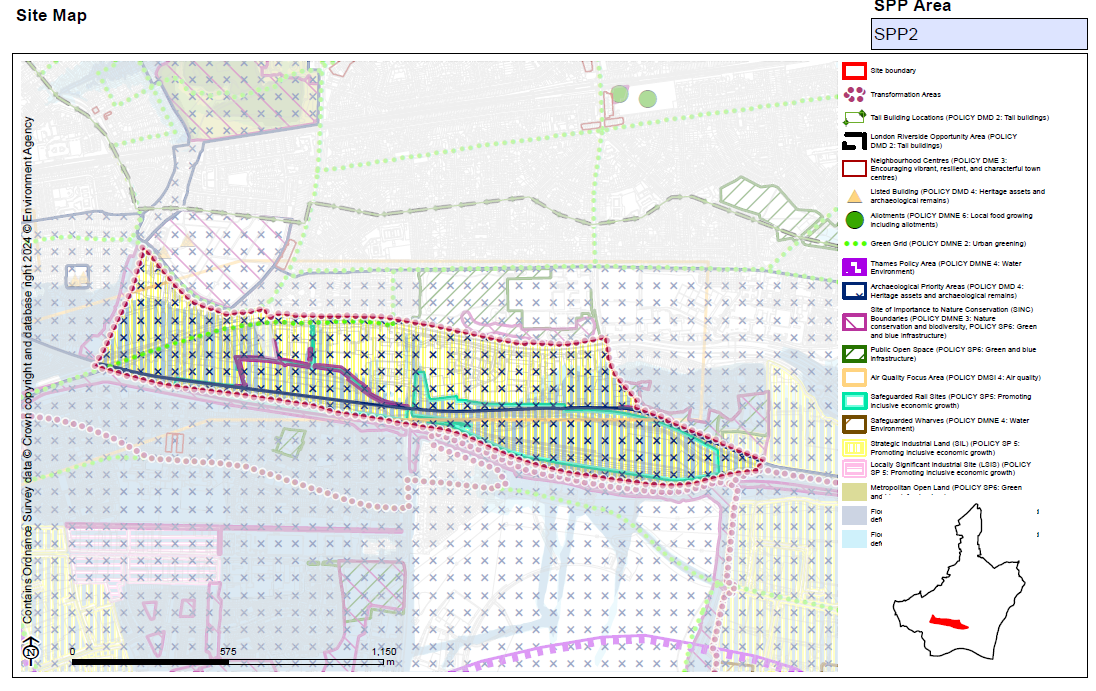 Site Map
SPP Area
SPP2
Contains Ordnance Survey data © Crown copyright and database right 2024 © Environment Agency
Site boundary
Transformation Areas
Tall Building Locations (POLICY DMD 2: Tall buildings)
London Riverside Opportunity Area (POLICY
DMD 2: Tall buildings)
Neighbourhood Centres (POLICY DME 3:
Encouraging vibrant, resilient, and characterful town
centres)
Listed Building (POLICY DMD 4: Heritage assets and
archaeological remains)
Allotments (POLICY DMNE 6: Local food growing
including allotments)
Green Grid (POLICY DMNE 2: Urban greening)
Thames Policy Area (POLICY DMNE 4: Water
Environment)
Archaeological Priority Areas (POLICY DMD 4:
Heritage assets and archaeological remains)
Site of Importance to Nature Conservation (SINC)
Boundaries (POLICY DMNE 3: Nature
conservation and biodiversity, POLICY SP6: Green
and blue infrastructure)
Public Open Space (POLICY SP6: Green and blue
infrastructure)
Air Quality Focus Area (POLICY DMSI 4: Air quality)
Safeguarded Rail Sites (POLICY SP5: Promoting
inclusive economic growth)
Safeguarded Wharves (POLICY DMNE 4: Water
Environment)
Strategic Industrial Land (SIL) (POLICY SP 5:
Promoting inclusive economic growth)
Locally Significant Industrial Site (LSIS) (POLICY
SP 5: Promoting inclusive economic growth)
Metropolitan Open Land (POLICY SP6: Green
N
0 575 1,150
m